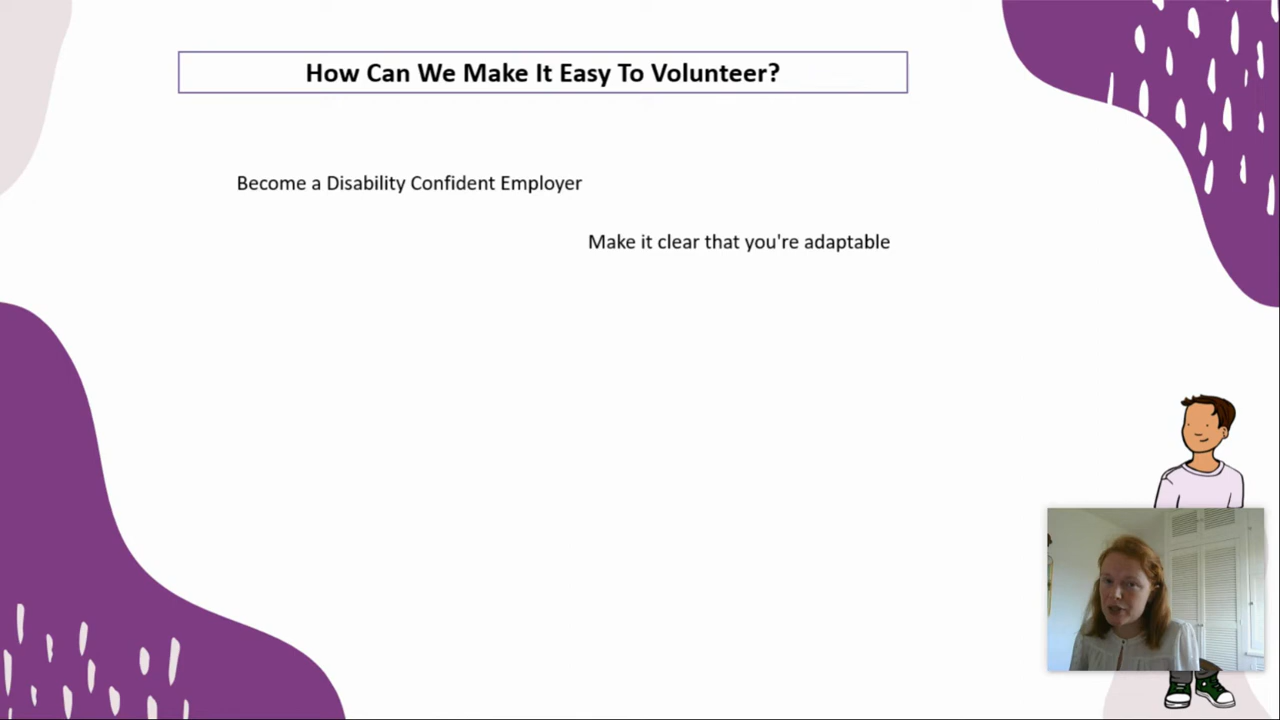 How Can We Make It Easy To Volunteer?
Become a Disability Confident Employer
Make it clear that you're adaptable